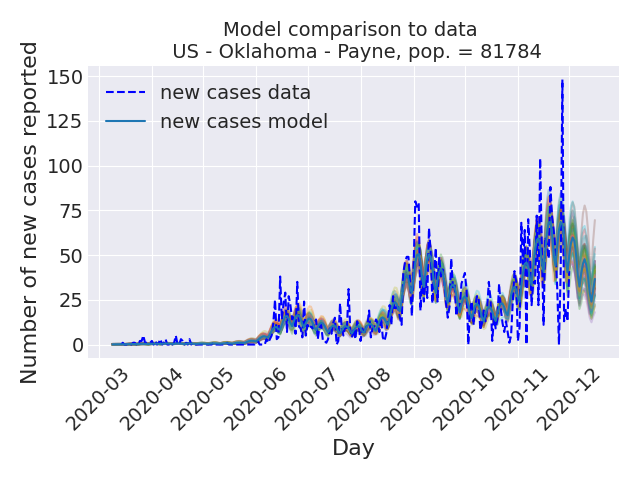 Model comparison to data
US - Oklahoma - Payne, pop. = 81784
Number of new cases reported
150
125
100
75
50
25
0
new cases data
new cases model
2020-03
2020-04
2020-05
2020-06
2020-07
2020-08
2020-09
2020-10
2020-11
2020-12
Day